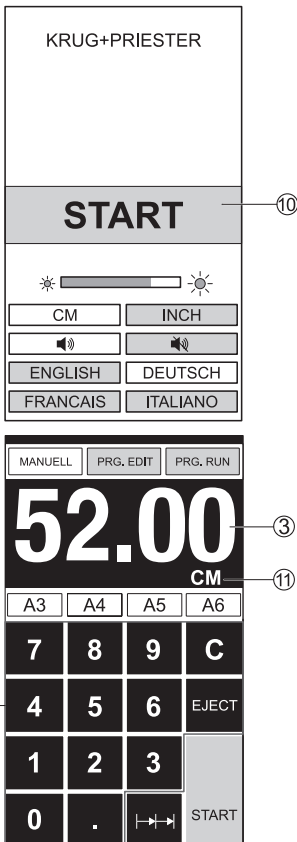 KRUG+PRIESTER
START
10
CM INCH
ENGLISH DEUTSCH
FRANCAIS ITALIANO
MANUELL PRG. EDIT PRG. RUN
52.00
3
CM
11
A3 A4 A5 A6
7 8 9 C
4 5 6 EJECT
1 2 3
0 . START